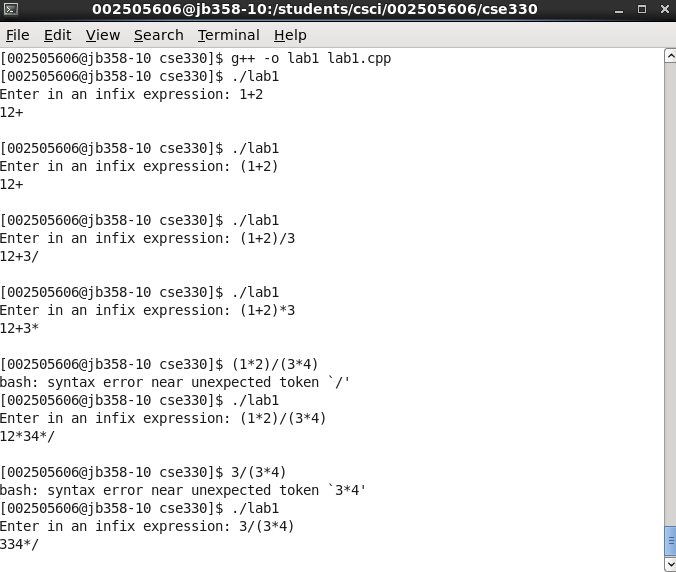 002505606@jb358-10:/students/csci/002505606/cse330
File Edit View Search Terminal Help
[002505606@jb358-10 cse330]$ g++ -o lab1 lab1.cpp
[002505606@jb358-10 cse330]$ ./lab1
Enter in an infix expression: 1+2
12+
[002505606@jb358-10 cse330]$ ./lab1
Enter in an infix expression: (1+2)
12+
[002505606@jb358-10 cse330]$ ./lab1
Enter in an infix expression: (1+2)/3
12+3/
[002505606@jb358-10 cse330]$ ./lab1
Enter in an infix expression: (1+2)*3
12+3*
[002505606@jb358-10 cse330]$ (1*2)/(3*4)
bash: syntax error near unexpected token `/'
[002505606@jb358-10 cse330]$ ./lab1
Enter in an infix expression: (1*2)/(3*4)
12*34*/
[002505606@jb358-10 cse330]$ 3/(3*4)
bash: syntax error near unexpected token `3*4'
[002505606@jb358-10 cse330]$ ./lab1
Enter in an infix expression: 3/(3*4)
334*/